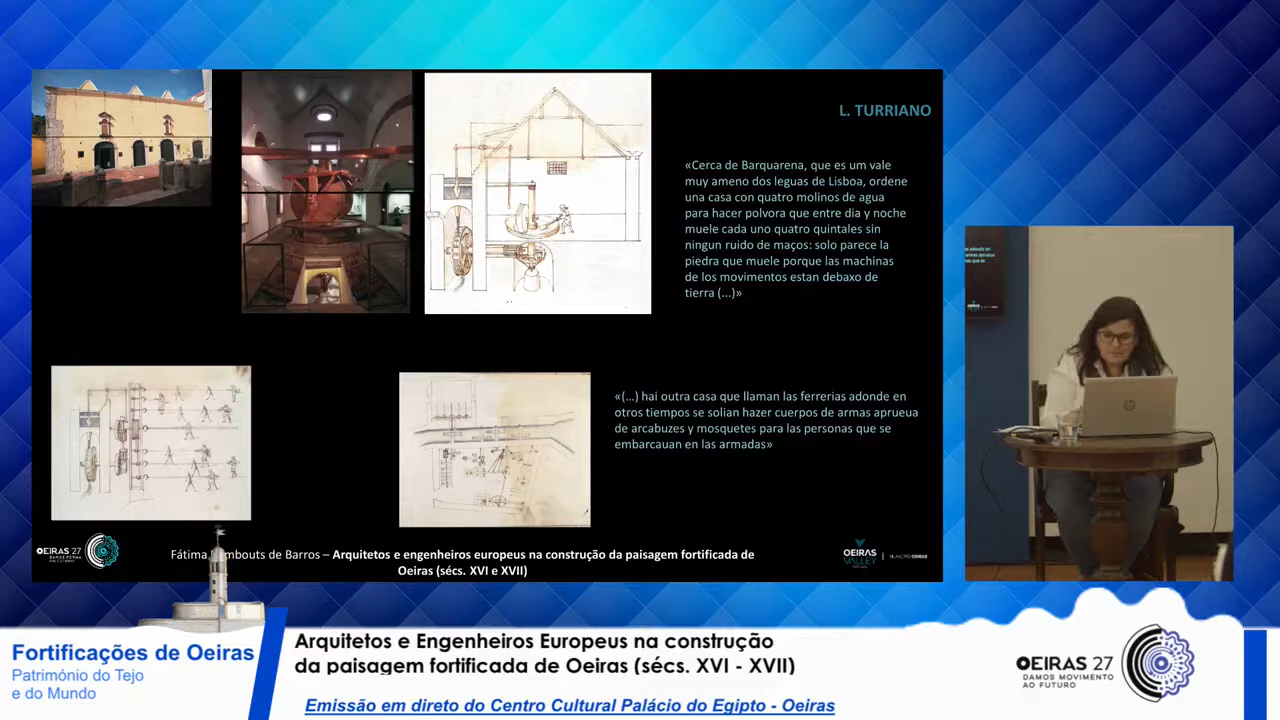 L. TURRIANO
«Cerca de Barquarena, que es um vale
muy ameno dos leguas de Lisboa, ordene
una casa con quatro molinos de agua
para hacer polvora que entre dia y noche
muele cada uno quatro quintales sin
ningun ruido de maços: solo parece la
piedra que muele porque las machinas
de los movimentos estan debaxo de
tierra (...)»
«(...) hai outra casa que llaman las ferrerias adonde en
otros tiempos se solian hazer cuerpos de armas aprueua
de arcabuzes y mosquetes para las personas que se
embarcauan en las armadas»
OEIRAS 27
Fátima bouts de Barros – Arquitetos e engenheiros europeus na construção da paisagem fortificada de
Oeiras (sécs. XVI e XVII)
OEIRAS
VALLEY
Fortificações de Oeiras
Património do Tejo
e do Mundo
Arquitetos e Engenheiros Europeus na construção
da paisagem fortificada de Oeiras (sécs. XVI - XVII)
Emissão em direto do Centro Cultural Palácio do Egipto - Oeiras
OEIRAS 27
DAMOS MOVIMENTO
AO FUTURO
hp